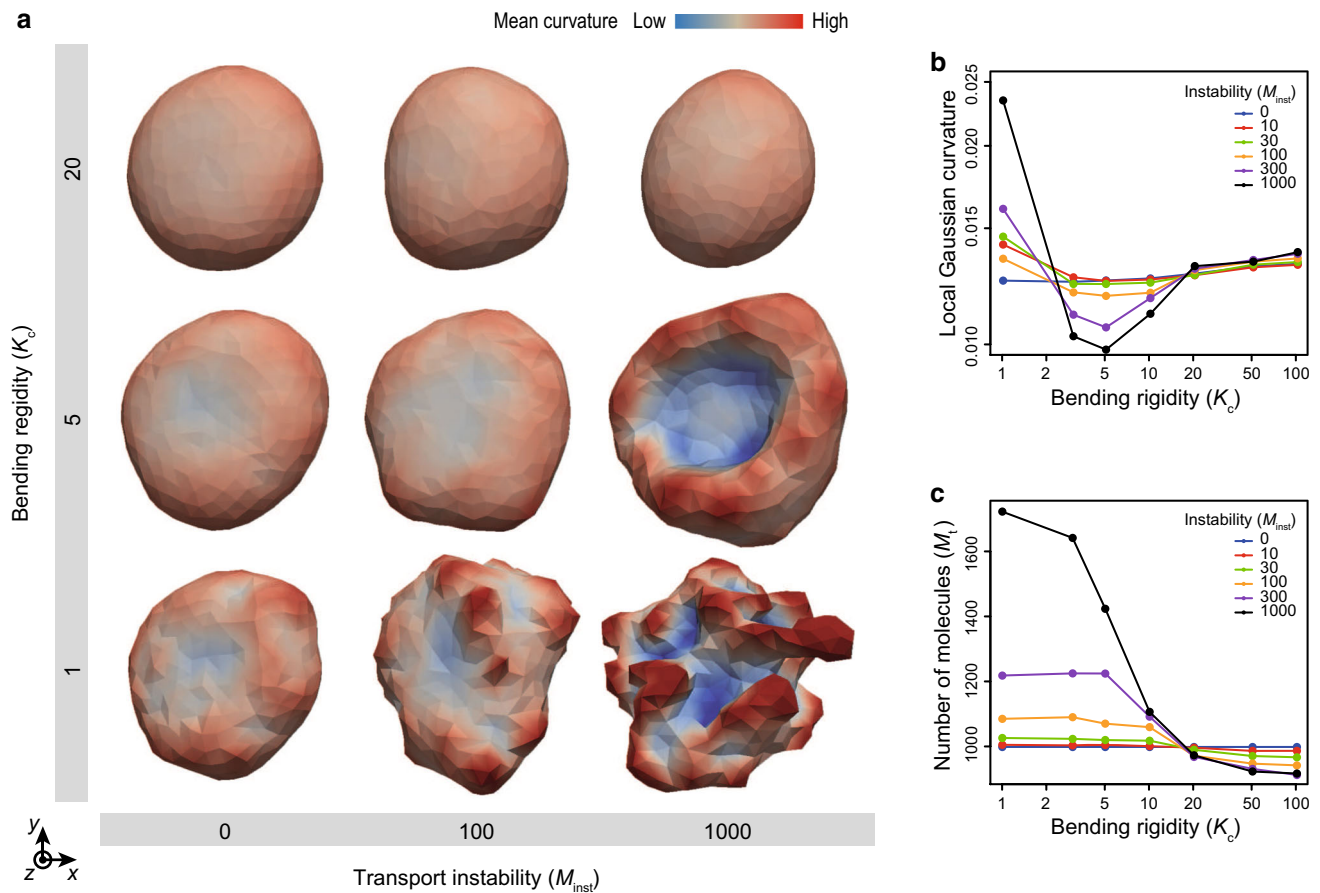 a
Mean curvature Low High
20
5
1
Bending regidity (Kc)
0 100 1000
Transport instability (Minst)
y
z x
b
Local Gaussian curvature
0.025
0.020
0.015
0.010
Instability (Minst)
0
10
30
100
300
1000
1 2 5 10 20 50 100
Bending rigidity (Kc)
c
Number of molecules (Mt)
1600
1400
1200
1000
Instability (Minst)
0
10
30
100
300
1000
1 2 5 10 20 50 100
Bending rigidity (Kc)